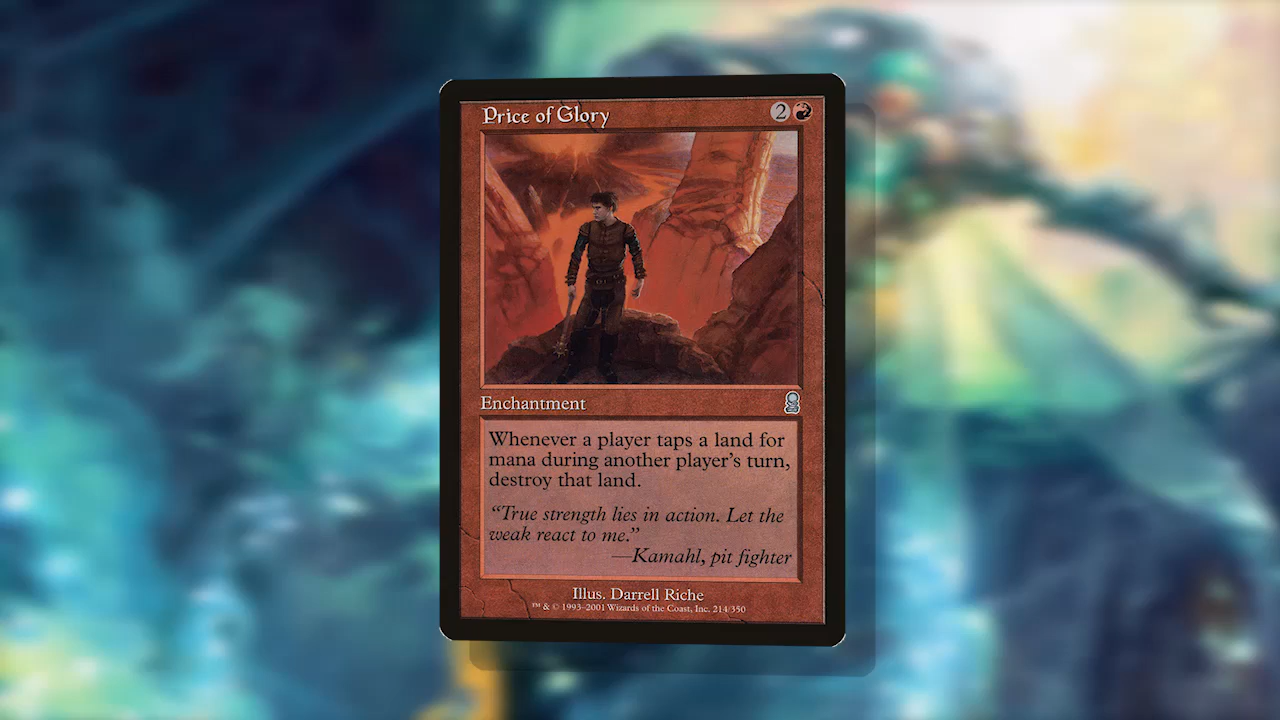 Price of Glory
2
Enchantment
Whenever a player taps a land for
mana during another player's turn,
destroy that land.
“True strength lies in action. Let the
weak react to me.”
—Kamahl, pit fighter
Illus. Darrell Riche
™ & © 1993–2001 Wizards of the Coast, Inc. 214/350